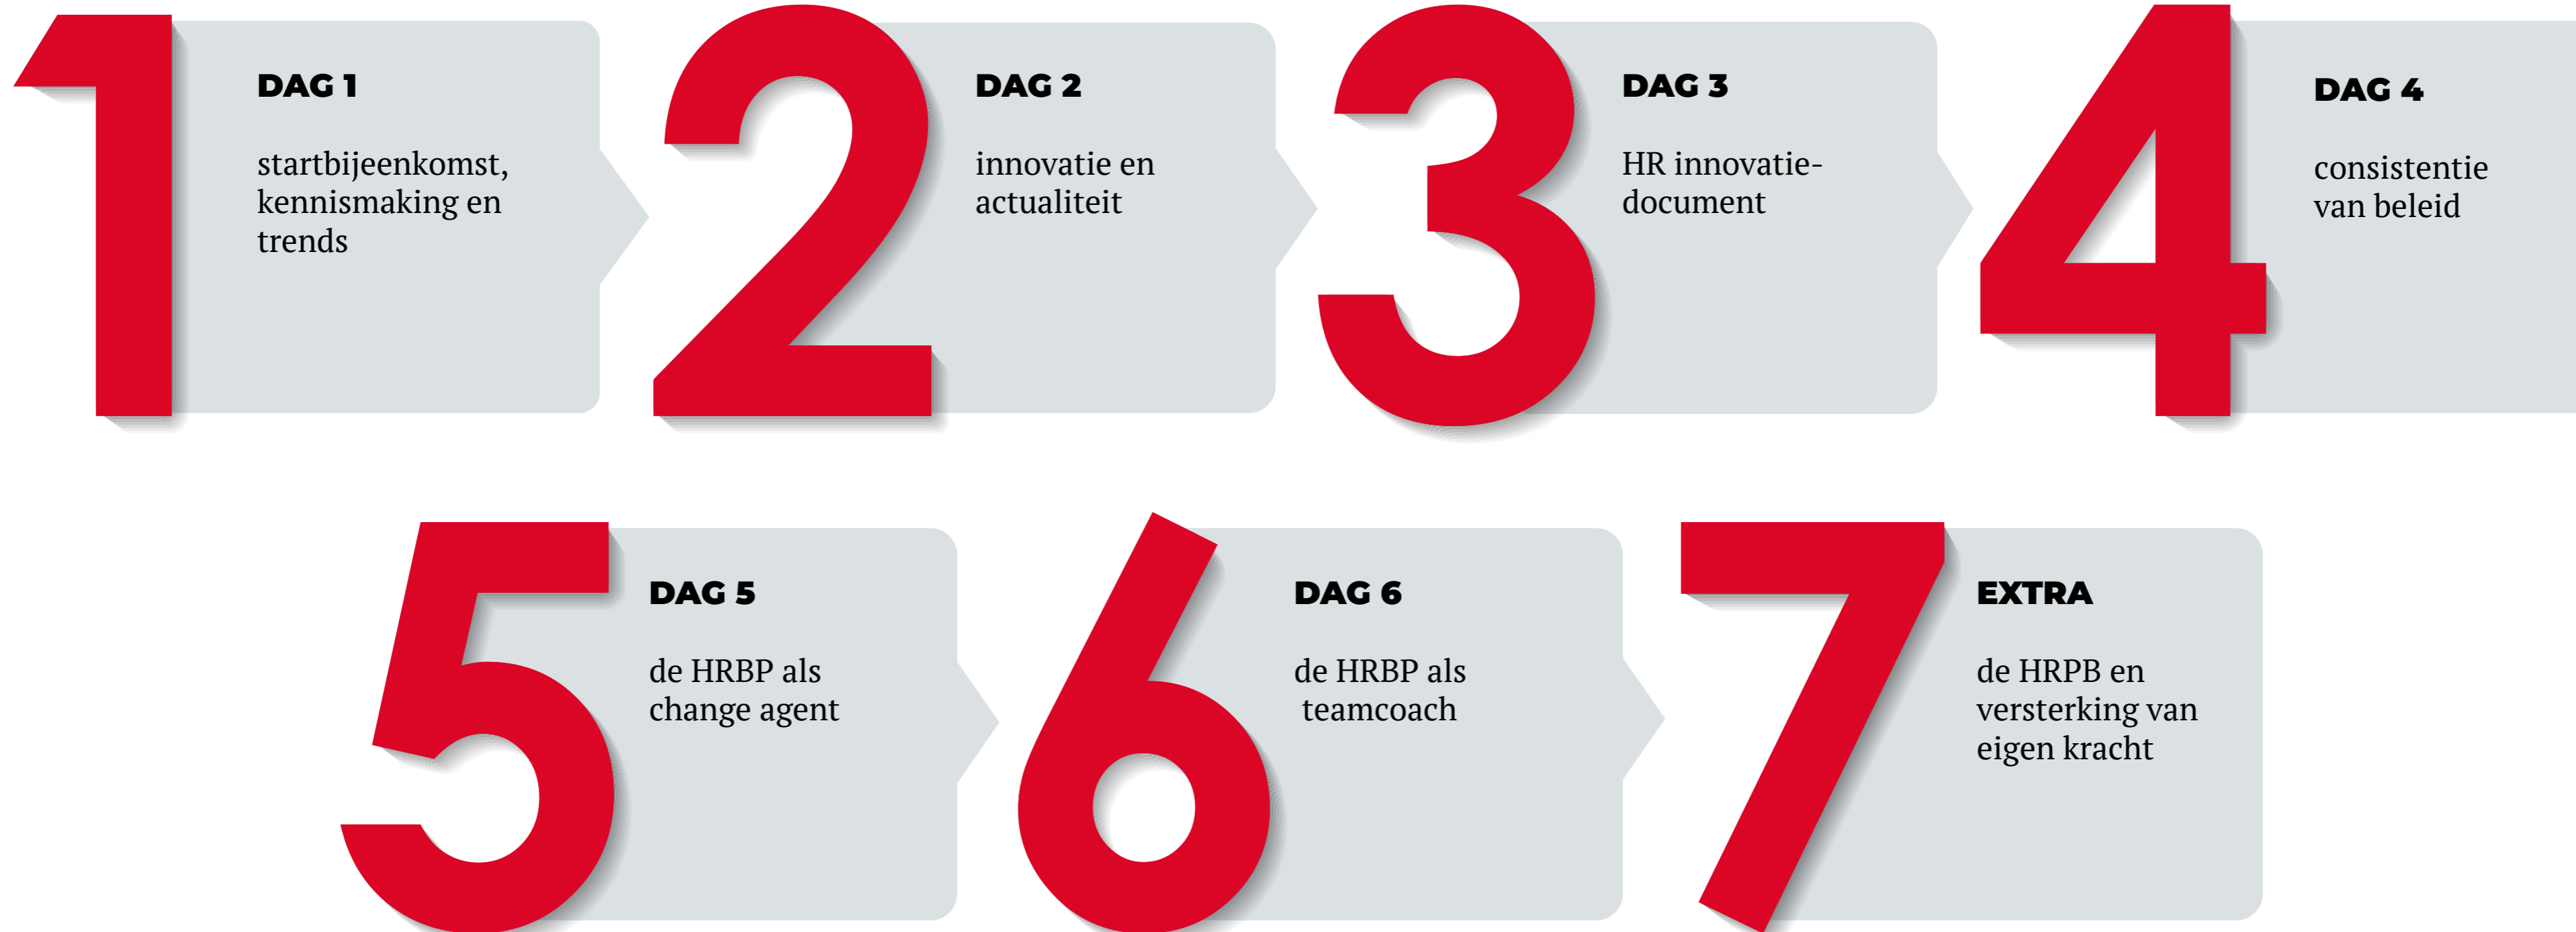 1
DAG 1
startbijeenkomst,
kennismaking en
trends
2
DAG 2
innovatie en
actualiteit
3
DAG 3
HR innovatie-
document
4
DAG 4
consistentie
van beleid
5
DAG 5
de HRBP als
change agent
6
DAG 6
de HRBP als
teamcoach
7
EXTRA
de HRPB en
versterking van
eigen kracht